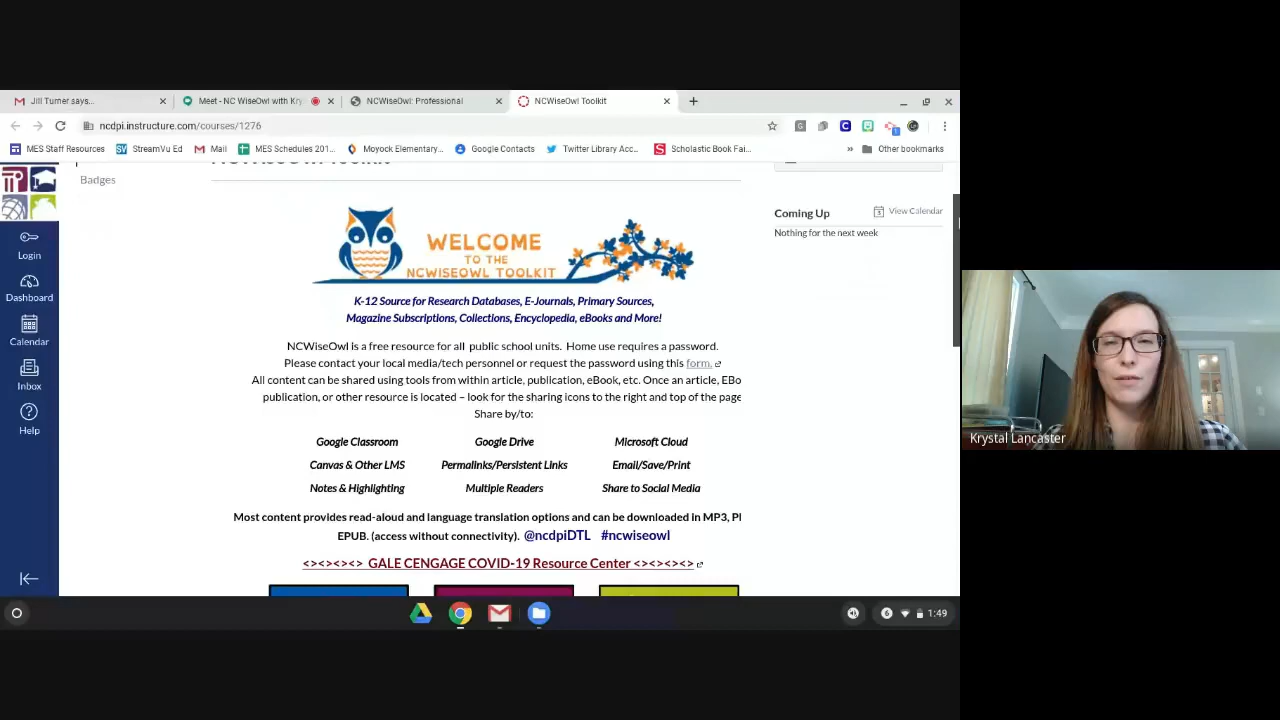 Jill Turner says...
Meet - NC WiseOwl with Kry
NCWiseOwl: Professional
NCWiseOwl Toolkit
ncdpi.instructure.com/courses/1276
MES Staff Resources
StreamVu Ed
Mail
MES Schedules 201...
Moyock Elementary...
Google Contacts
Twitter Library Acc...
Scholastic Book Fai...
»
Other bookmarks
NCWiseOwl Toolkit
Badges
Login
Dashboard
Calendar
Inbox
Help
WELCOME
TO THE
NCWISEOWL TOOLKIT
K-12 Source for Research Databases, E-Journals, Primary Sources,
Magazine Subscriptions, Collections, Encyclopedia, eBooks and More!
NCWiseOwl is a free resource for all public school units. Home use requires a password.
Please contact your local media/tech personnel or request the password using this form.
All content can be shared using tools from within article, publication, eBook, etc. Once an article, EBo
publication, or other resource is located – look for the sharing icons to the right and top of the page
Share by/to:
Google Classroom Google Drive Microsoft Cloud
Canvas & Other LMS Permalinks/Persistent Links Email/Save/Print
Notes & Highlighting Multiple Readers Share to Social Media
Most content provides read-aloud and language translation options and can be downloaded in MP3, P
EPUB. (access without connectivity). @ncdpiDTL #ncwiseowl
<><><><> GALE CENGAGE COVID-19 Resource Center <><><><>
Coming Up
View Calendar
Nothing for the next week
6
1:49
Krystal Lancaster